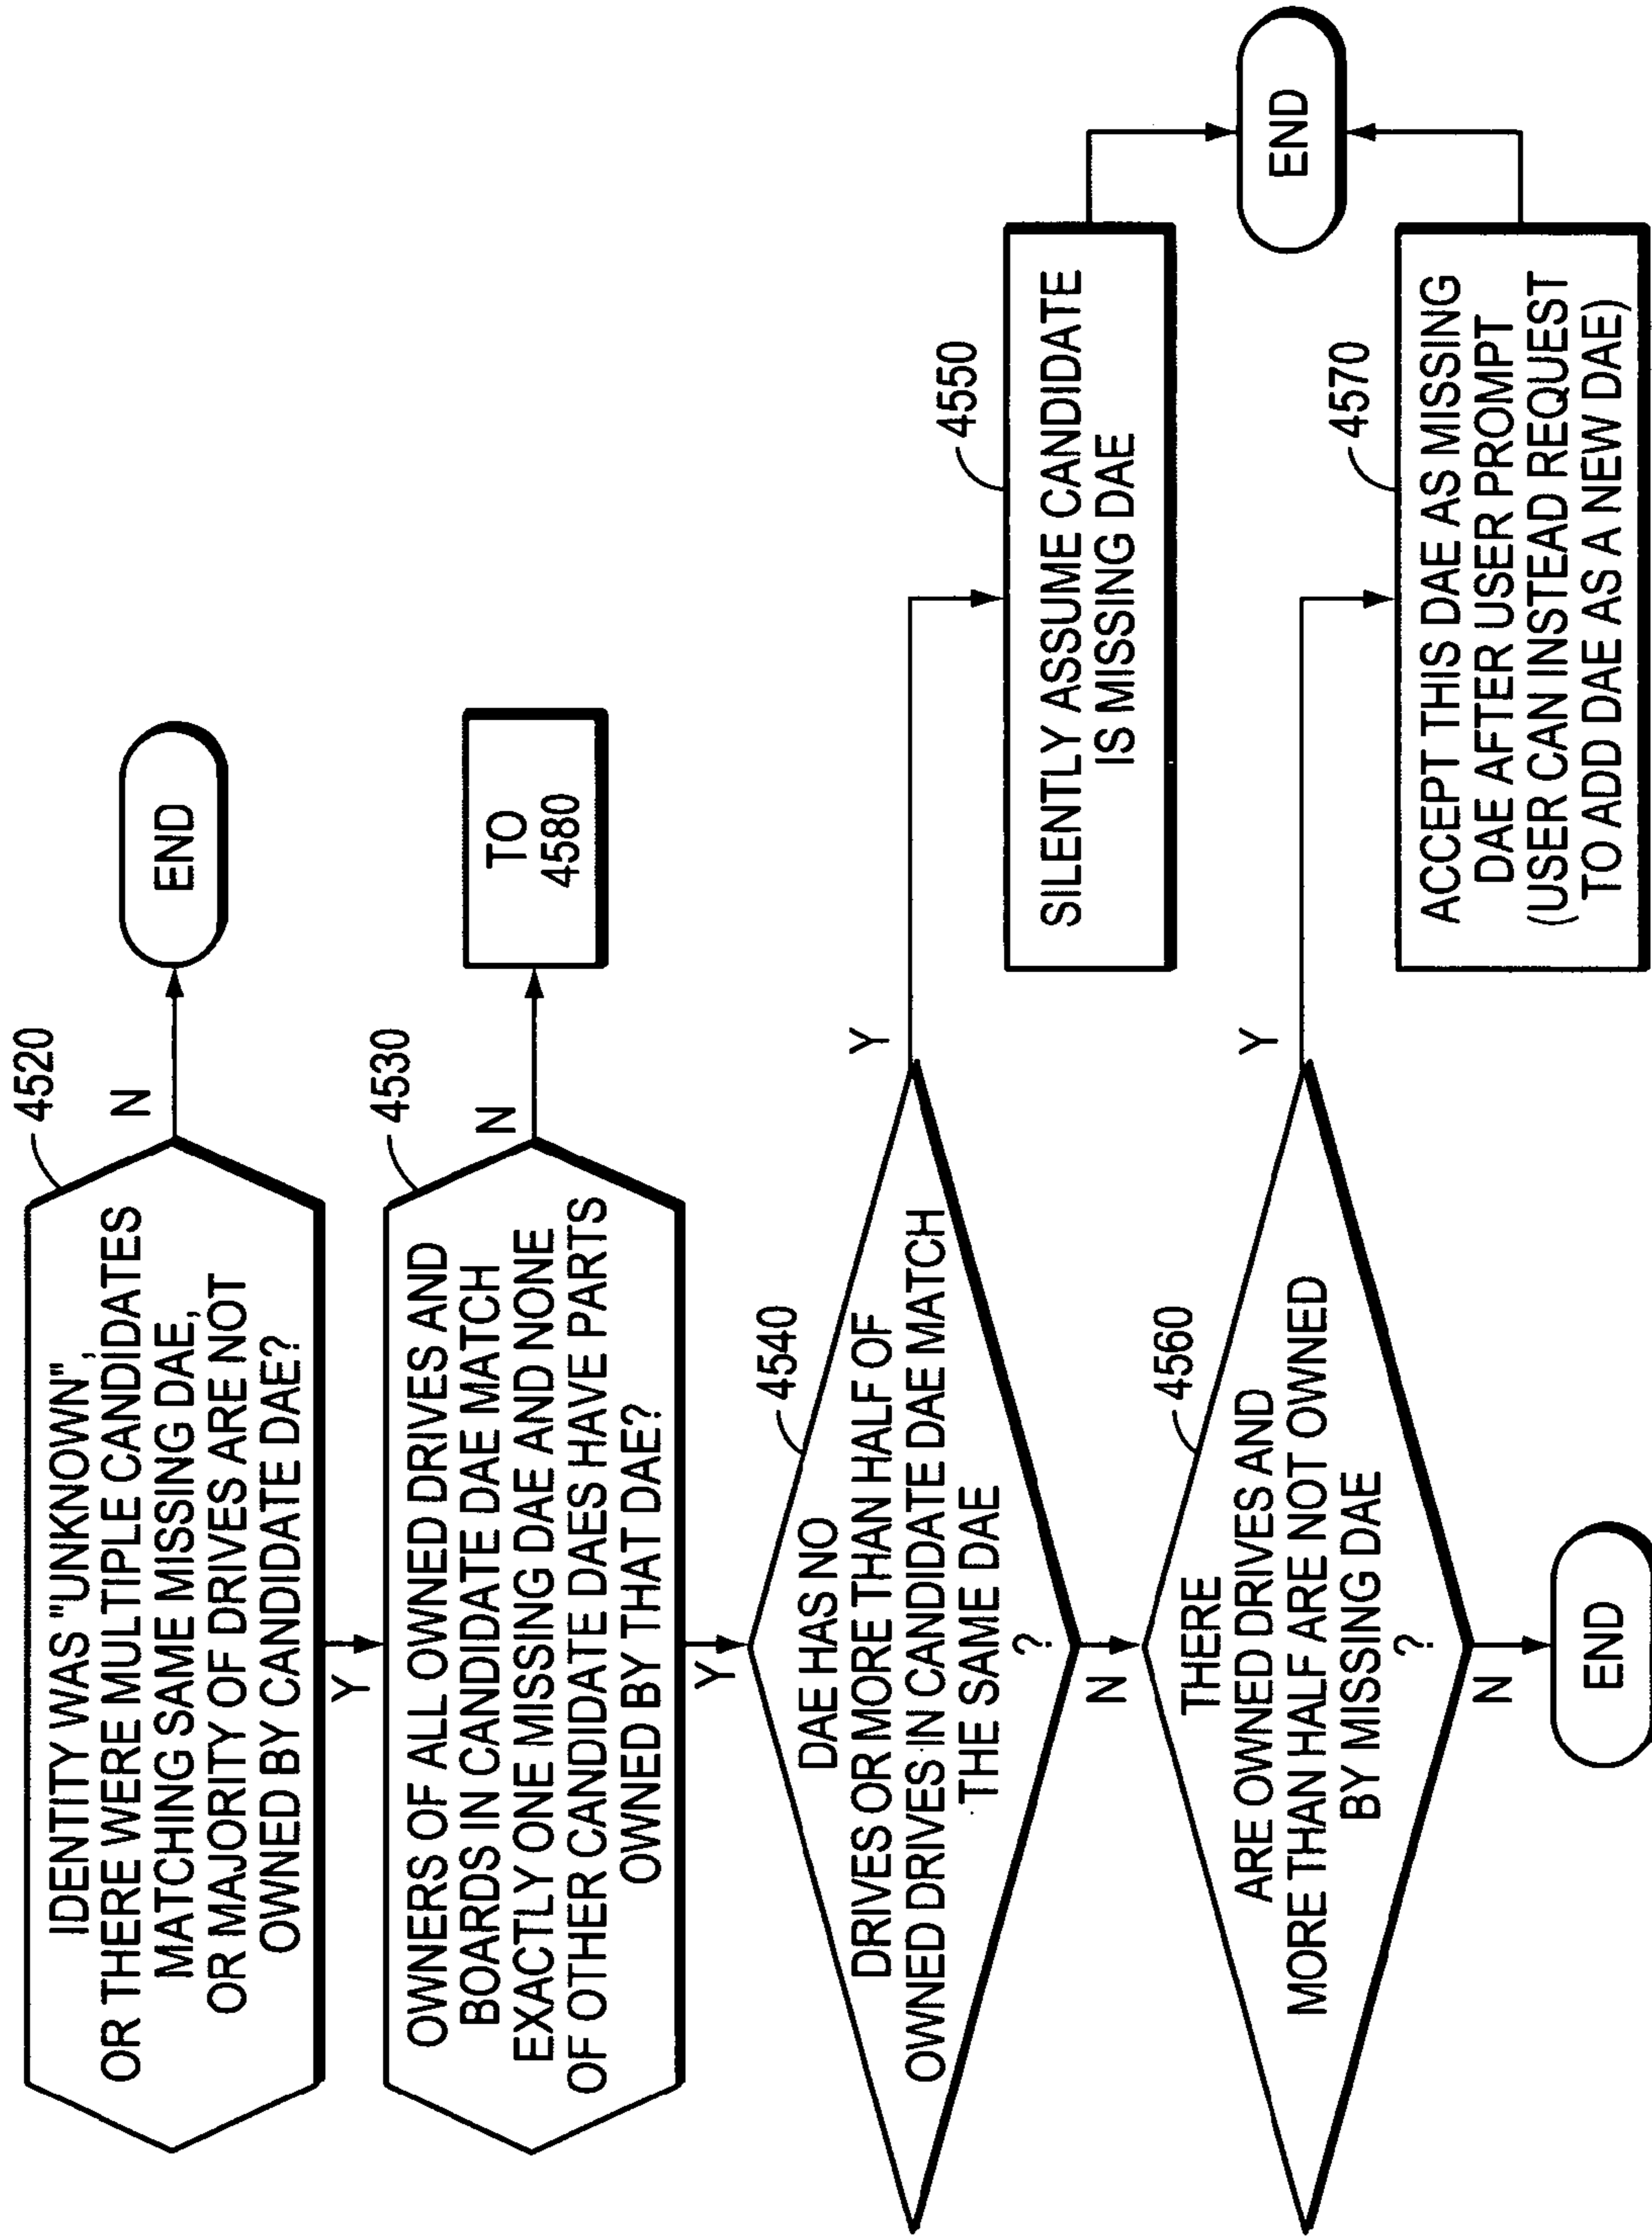 4520
IDENTITY WAS "UNKNOWN",
OR THERE WERE MULTIPLE CANDIDATES
MATCHING SAME MISSING DAE,
OR MAJORITY OF DRIVES ARE NOT
OWNED BY CANDIDATE DAE?
N
END
Y
4530
OWNERS OF ALL OWNED DRIVES AND
BOARDS IN CANDIDATE DAE MATCH
EXACTLY ONE MISSING DAE AND NONE
OF OTHER CANDIDATE DAES HAVE PARTS
OWNED BY THAT DAE?
N
TO
4580
Y
4540
DAE HAS NO
DRIVES OR MORE THAN HALF OF
OWNED DRIVES IN CANDIDATE DAE MATCH
THE SAME DAE
?
Y
4550
SILENTLY ASSUME CANDIDATE
IS MISSING DAE
END
N
4560
THERE
ARE OWNED DRIVES AND
MORE THAN HALF ARE NOT OWNED
BY MISSING DAE
?
Y
4570
ACCEPT THIS DAE AS MISSING
DAE AFTER USER PROMPT
(USER CAN INSTEAD REQUEST
TO ADD DAE AS A NEW DAE)
N
END